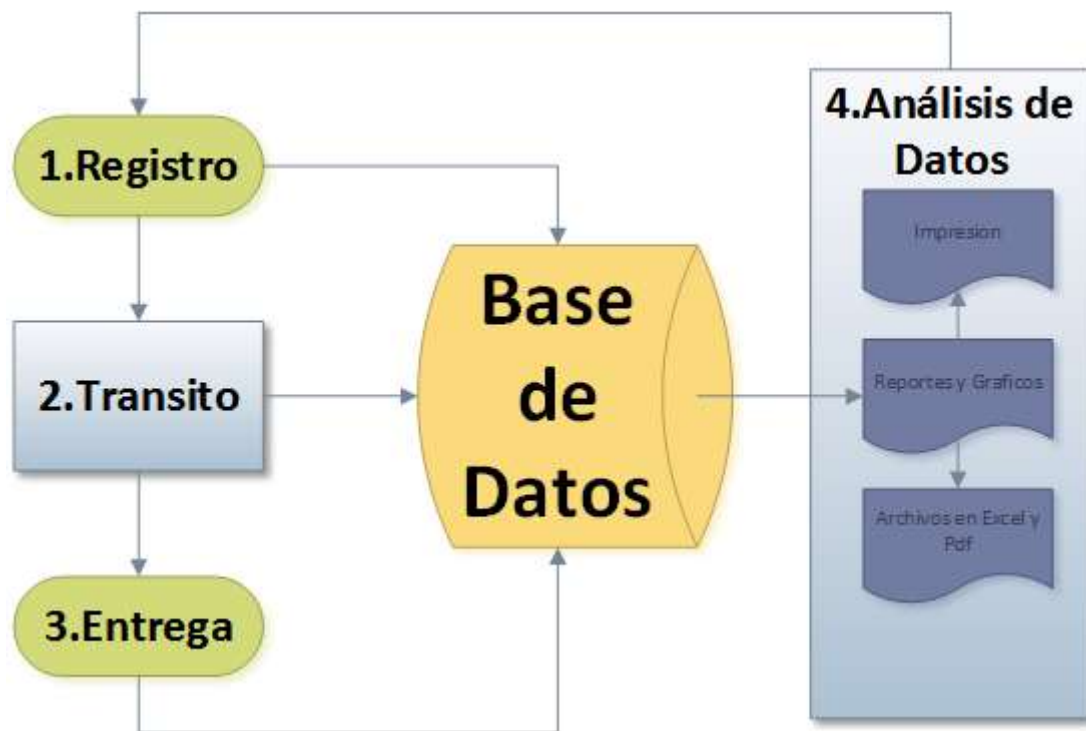 1.Registro
2.Transito
3.Entrega
Base
de
Datos
4.Análisis de
Datos
Impresion
Reportes y Graficos
Archivos en Excel y
Pdf